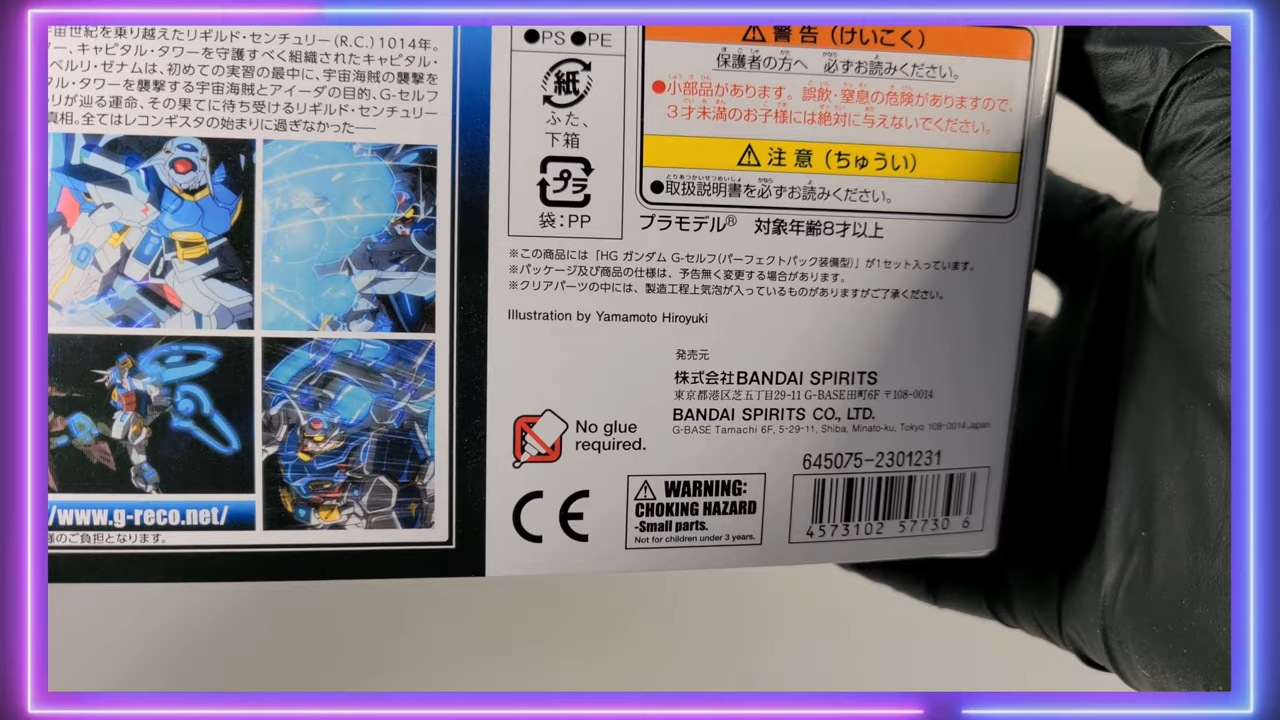 宙世紀を乗り越えたリギルド・センチュリー(R.C.)1014年。
ー、キャピタル・タワーを守護すべく組織されたキャピタル・
ベルリ・ゼナムは、初めての実習の最中に、宇宙海賊の襲撃を
タル・タワーを襲撃する宇宙海賊とアイーダの目的、G-セルフ
リが辿る運命、その果てに待ち受けるリギルド・センチュリー
真相。全てはレコンギスタの始まりに過ぎなかった──
/www.g-reco.net/
様のご負担となります。
●PS ●PE
紙
ふた、
下箱
プラ
袋:PP
⚠警告(けいこく)
保護者の方へ 必ずお読みください。
●小部品があります。誤飲・窒息の危険がありますので、
3才未満のお子様には絶対に与えないでください。
⚠注意(ちゅうい)
●取扱説明書を必ずお読みください。
プラモデル® 対象年齢8才以上
※この商品には「HG ガンダム G-セルフ(パーフェクトパック装備型)」が1セット入っています。
※パッケージ及び商品の仕様は、予告無く変更する場合があります。
※クリアパーツの中には、製造工程上気泡が入っているものがありますがご了承ください。
Illustration by Yamamoto Hiroyuki
発売元
株式会社BANDAI SPIRITS
東京都港区芝五丁目29-11 G-BASE田町6F 〒108-0014
BANDAI SPIRITS CO., LTD.
G-BASE Tamachi 6F, 5-29-11, Shiba, Minato-ku, Tokyo 108-0014 Japan
No glue
required.
645075-2301231
CE
⚠ WARNING:
CHOKING HAZARD
-Small parts.
Not for children under 3 years.
4573102 57730 6